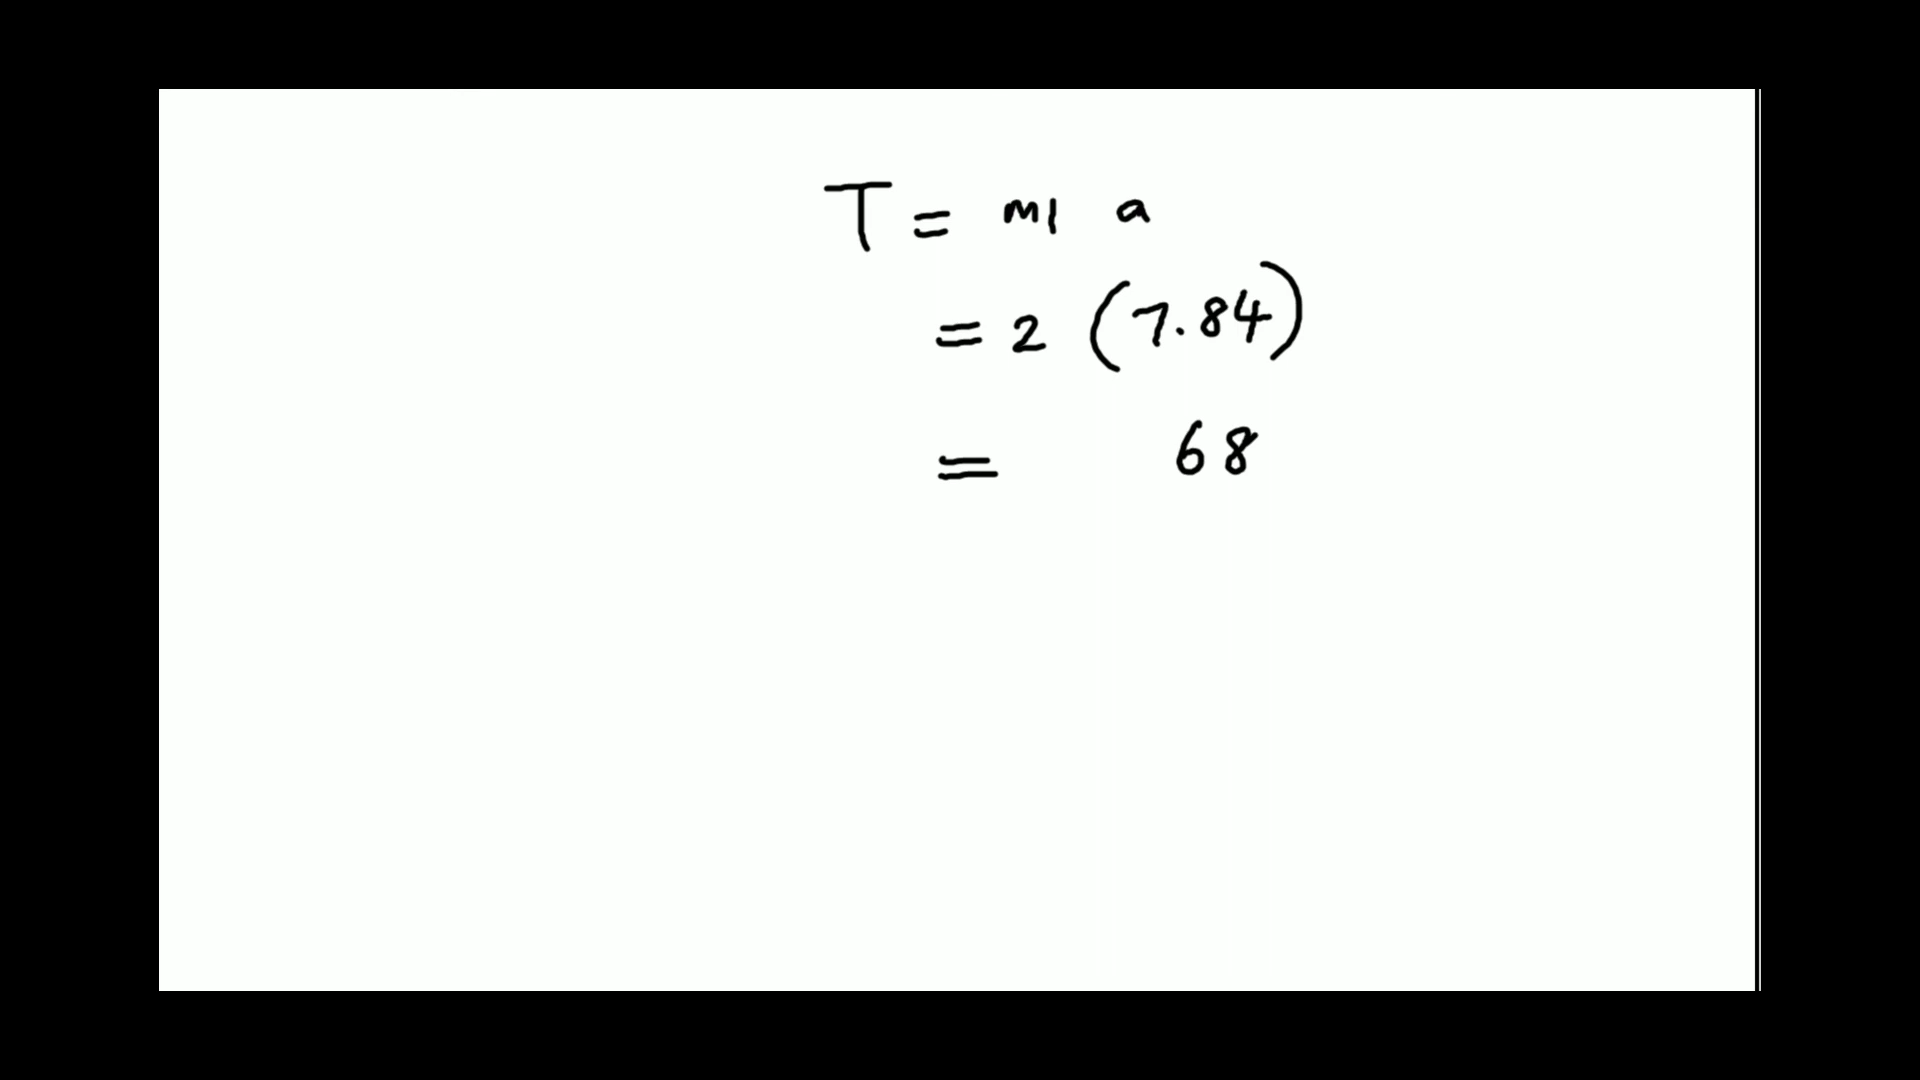 T = m1 a
= 2 (7.84)
= 68